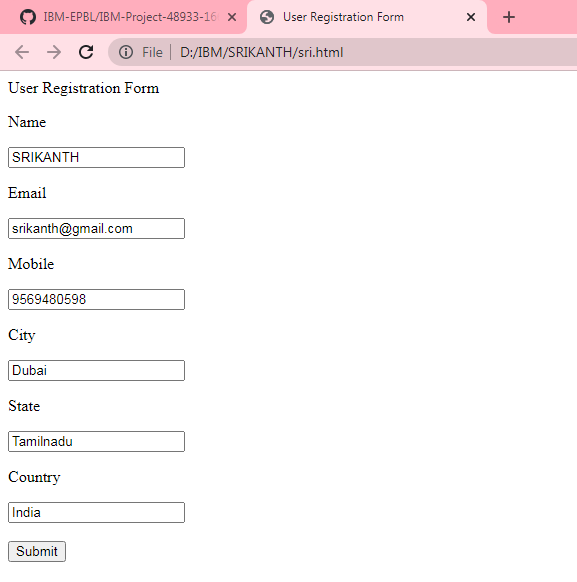 IBM-EPBL/IBM-Project-48933-16
User Registration Form
File
D:/IBM/SRIKANTH/sri.html
User Registration Form
Name
SRIKANTH
Email
srikanth@gmail.com
Mobile
9569480598
City
Dubai
State
Tamilnadu
Country
India
Submit